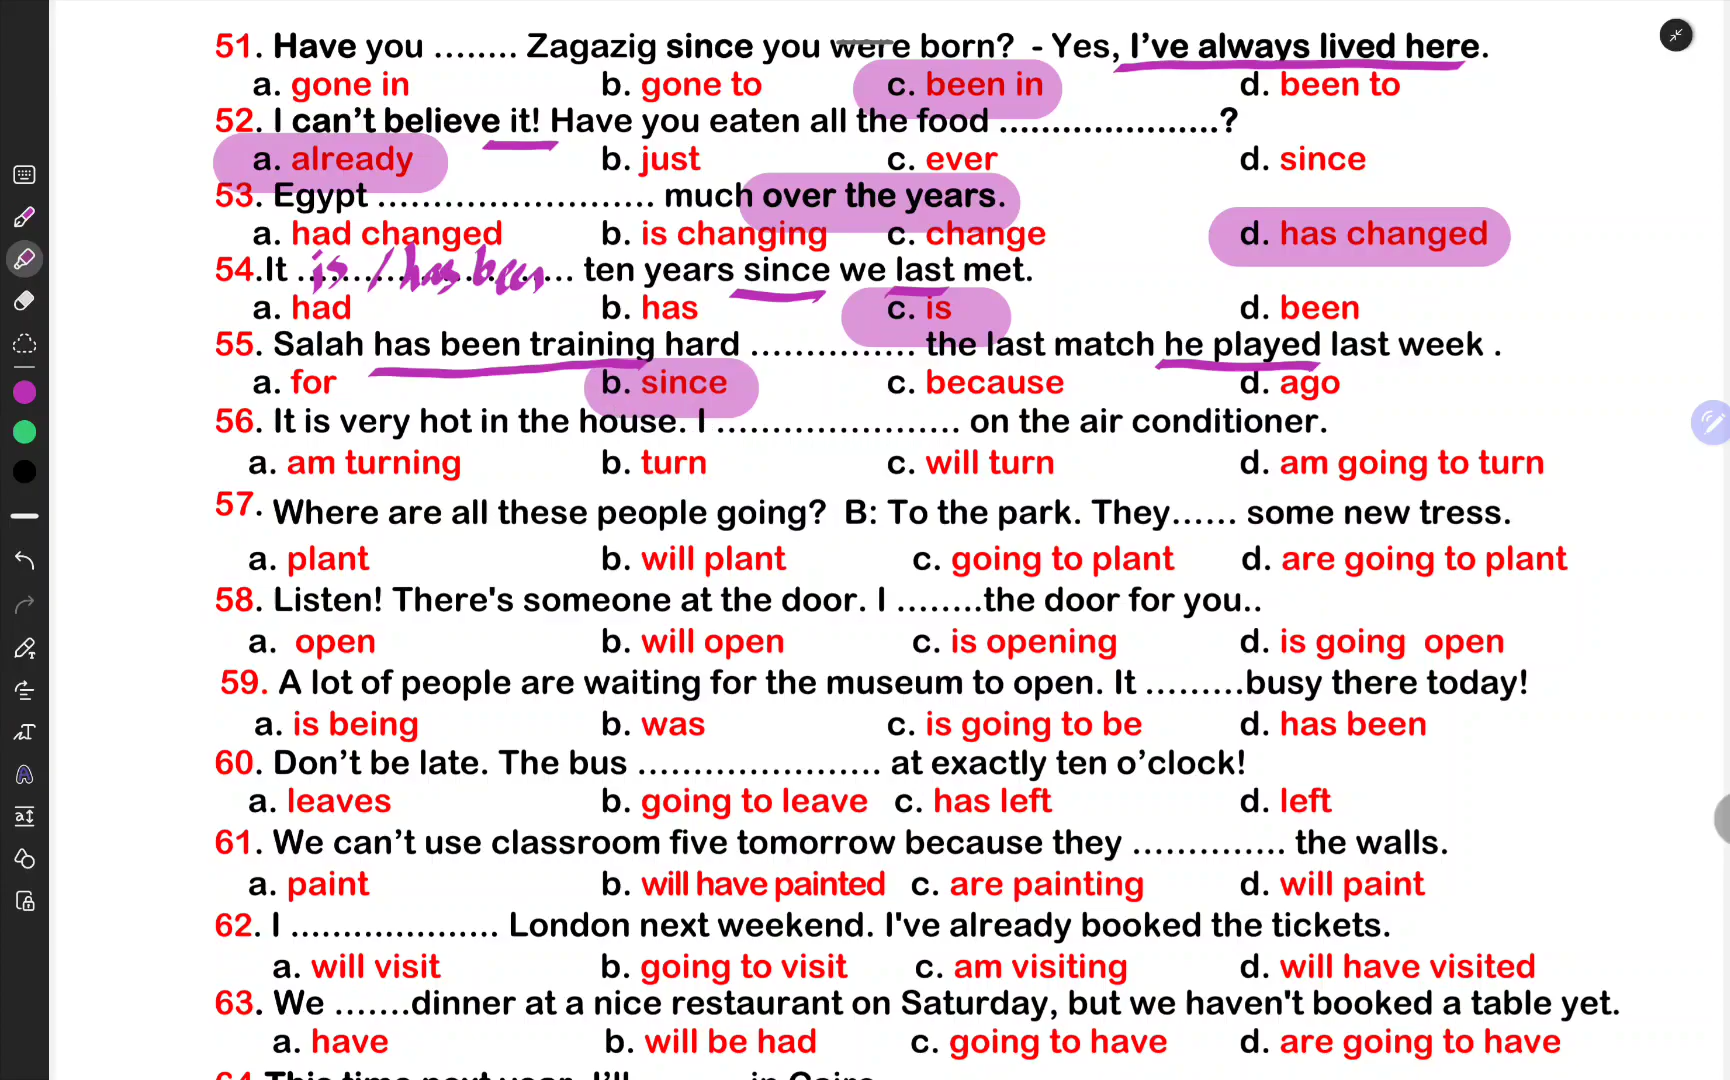 51. Have you ........ Zagazig since you were born?  - Yes, I've always lived here.
a. gone in b. gone to c. been in d. been to
52. I can't believe it! Have you eaten all the food .....................?
a. already b. just c. ever d. since
53. Egypt .......................... much over the years.
a. had changed b. is changing c. change d. has changed
54.It .......................... ten years since we last met.
is / has been
a. had b. has c. is d. been
55. Salah has been training hard ................ the last match he played last week .
a. for b. since c. because d. ago
56. It is very hot in the house. I ....................... on the air conditioner.
a. am turning b. turn c. will turn d. am going to turn
57. Where are all these people going?  B: To the park. They...... some new tress.
a. plant b. will plant c. going to plant d. are going to plant
58. Listen! There's someone at the door. I ........the door for you..
a. open b. will open c. is opening d. is going  open
59. A lot of people are waiting for the museum to open. It .........busy there today!
a. is being b. was c. is going to be d. has been
60. Don't be late. The bus ....................... at exactly ten o'clock!
a. leaves b. going to leave c. has left d. left
61. We can't use classroom five tomorrow because they .............. the walls.
a. paint b. will have painted c. are painting d. will paint
62. I .................... London next weekend. I've already booked the tickets.
a. will visit b. going to visit c. am visiting d. will have visited
63. We .......dinner at a nice restaurant on Saturday, but we haven't booked a table yet.
a. have b. will be had c. going to have d. are going to have
64 This time next year, I'll ........ in Cairo